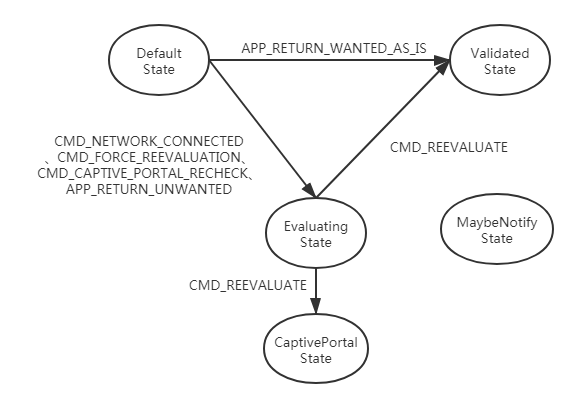 Default
State
APP_RETURN_WANTED_AS_IS
Validated
State
CMD_NETWORK_CONNECTED
、CMD_FORCE_REEVALUATION、
CMD_CAPTIVE_PORTAL_RECHECK、
APP_RETURN_UNWANTED
CMD_REEVALUATE
Evaluating
State
MaybeNotify
State
CMD_REEVALUATE
CaptivePortal
State